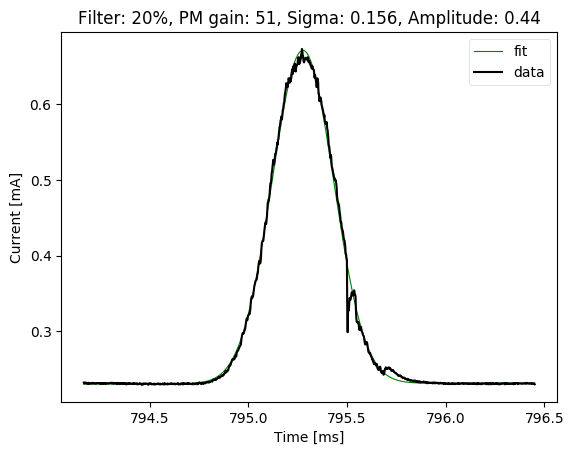 Filter: 20%, PM gain: 51, Sigma: 0.156, Amplitude: 0.44
fit
data
0.6
0.5
0.4
0.3
Current [mA]
794.5
795.0
795.5
796.0
796.5
Time [ms]